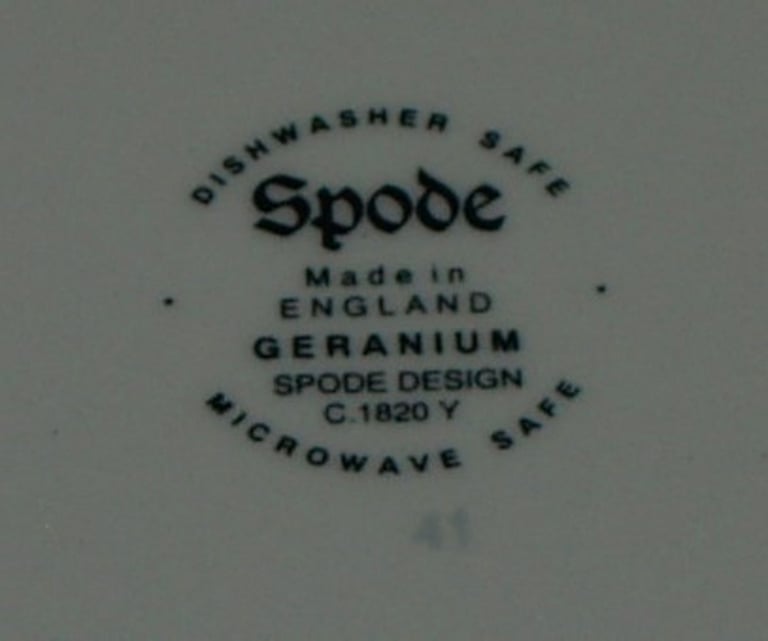 DISHWASHER SAFE
Spode
Made in
ENGLAND
GERANIUM
SPODE DESIGN
C.1820 Y
MICROWAVE SAFE
41